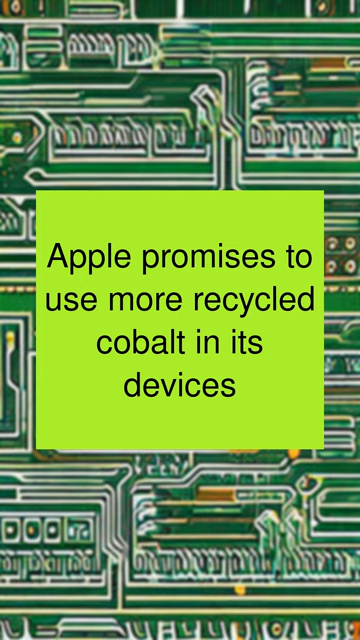 Apple promises to
use more recycled
cobalt in its
devices